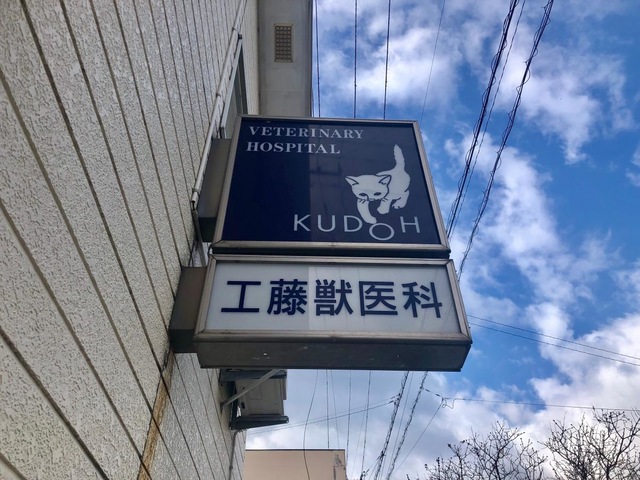 VETERINARY
HOSPITAL
KUDOH
工藤獣医科